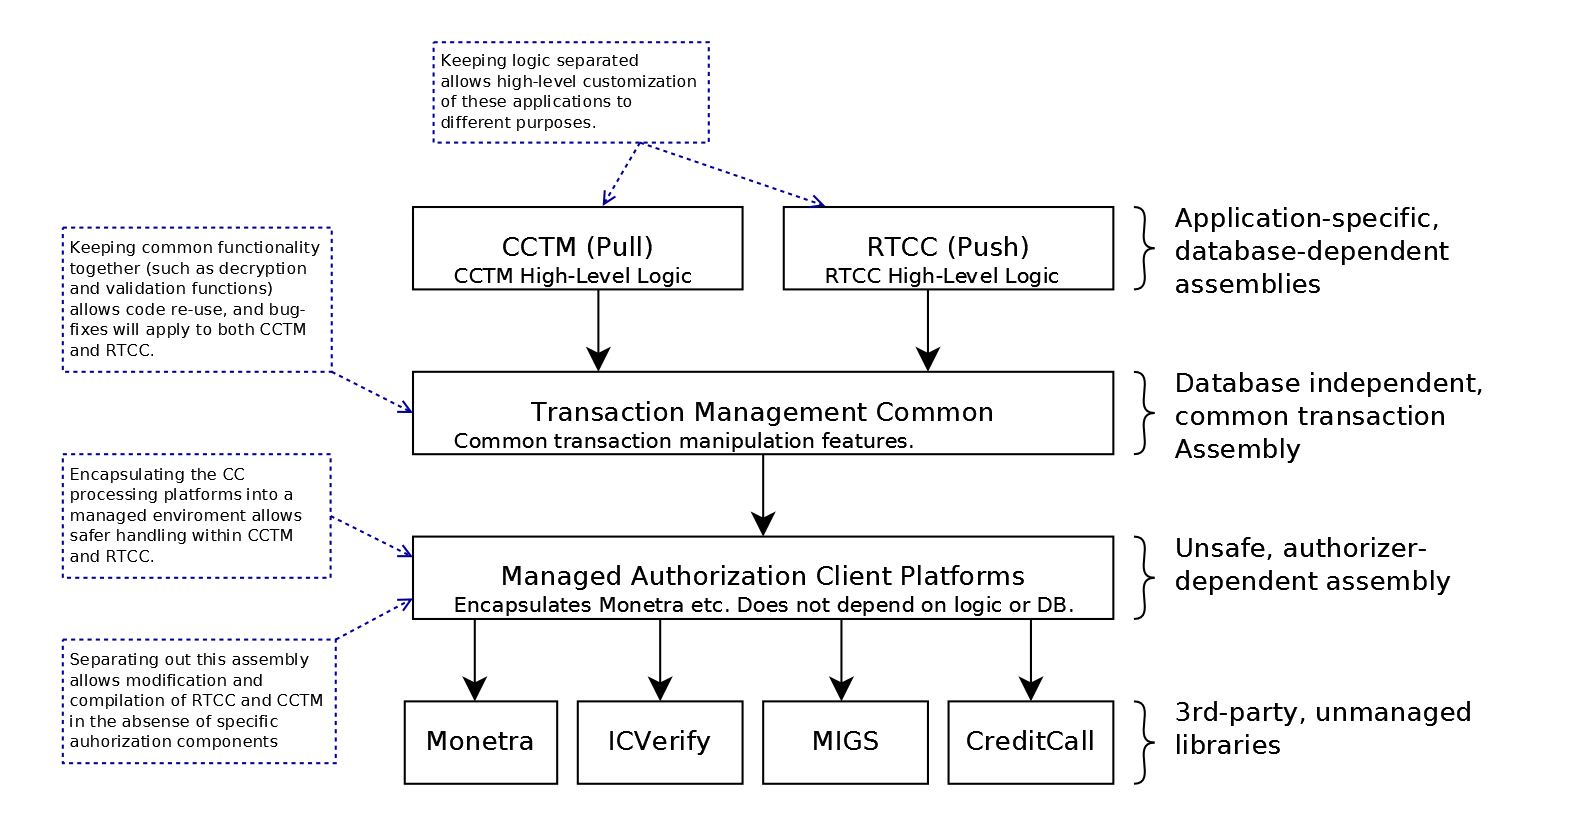 Keeping logic separated
allows high-level customization
of these applications to
different purposes.
CCTM (Pull)
CCTM High-Level Logic
RTCC (Push)
RTCC High-Level Logic
Application-specific,
database-dependent
assemblies
Keeping common functionality
together (such as decryption
and validation functions)
allows code re-use, and bug-
fixes will apply to both CCTM
and RTCC.
Transaction Management Common
Common transaction manipulation features.
Database independent,
common transaction
Assembly
Encapsulating the CC
processing platforms into a
managed enviroment allows
safer handling within CCTM
and RTCC.
Managed Authorization Client Platforms
Encapsulates Monetra etc. Does not depend on logic or DB.
Unsafe, authorizer-
dependent assembly
Separating out this assembly
allows modification and
compilation of RTCC and CCTM
in the absense of specific
auhorization components
Monetra
ICVerify
MIGS
CreditCall
3rd-party, unmanaged
libraries